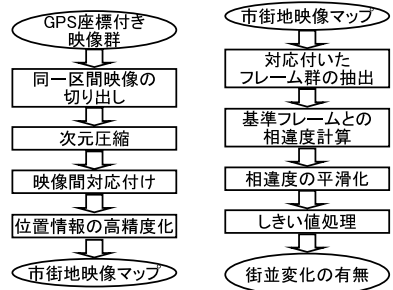 GPS座標付き
映像群
同一区間映像の
切り出し
次元圧縮
映像間対応付け
位置情報の高精度化
市街地映像マップ
市街地映像マップ
対応付いた
フレーム群の抽出
基準フレームとの
相違度計算
相違度の平滑化
しきい値処理
街並変化の有無